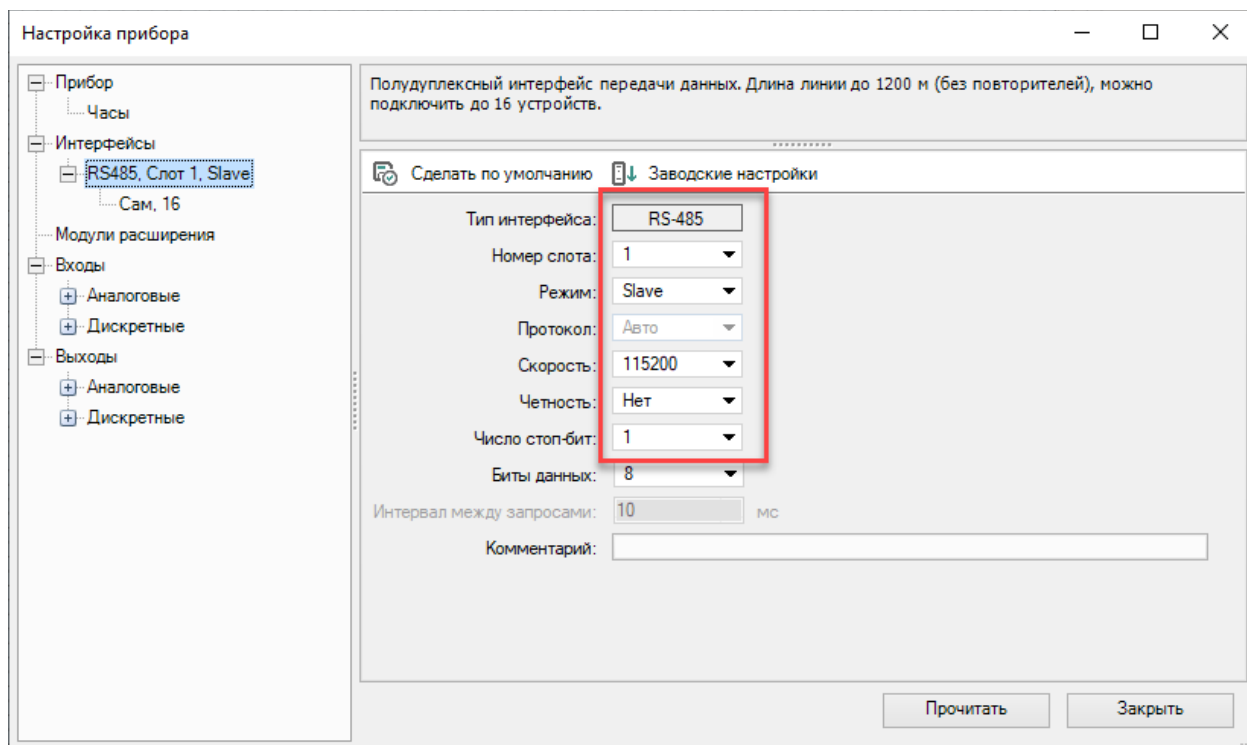 Настройка прибора
Прибор
Часы
Интерфейсы
RS485, Слот 1, Slave
Сам, 16
Модули расширения
Входы
Аналоговые
Дискретные
Выходы
Аналоговые
Дискретные
Полудуплексный интерфейс передачи данных. Длина линии до 1200 м (без повторителей), можно
подключить до 16 устройств.
Сделать по умолчанию Заводские настройки
Тип интерфейса: RS-485
Номер слота: 1
Режим: Slave
Протокол: Авто
Скорость: 115200
Четность: Нет
Число стоп-бит: 1
Биты данных: 8
Интервал между запросами: 10 мс
Комментарий:
Прочитать Закрыть